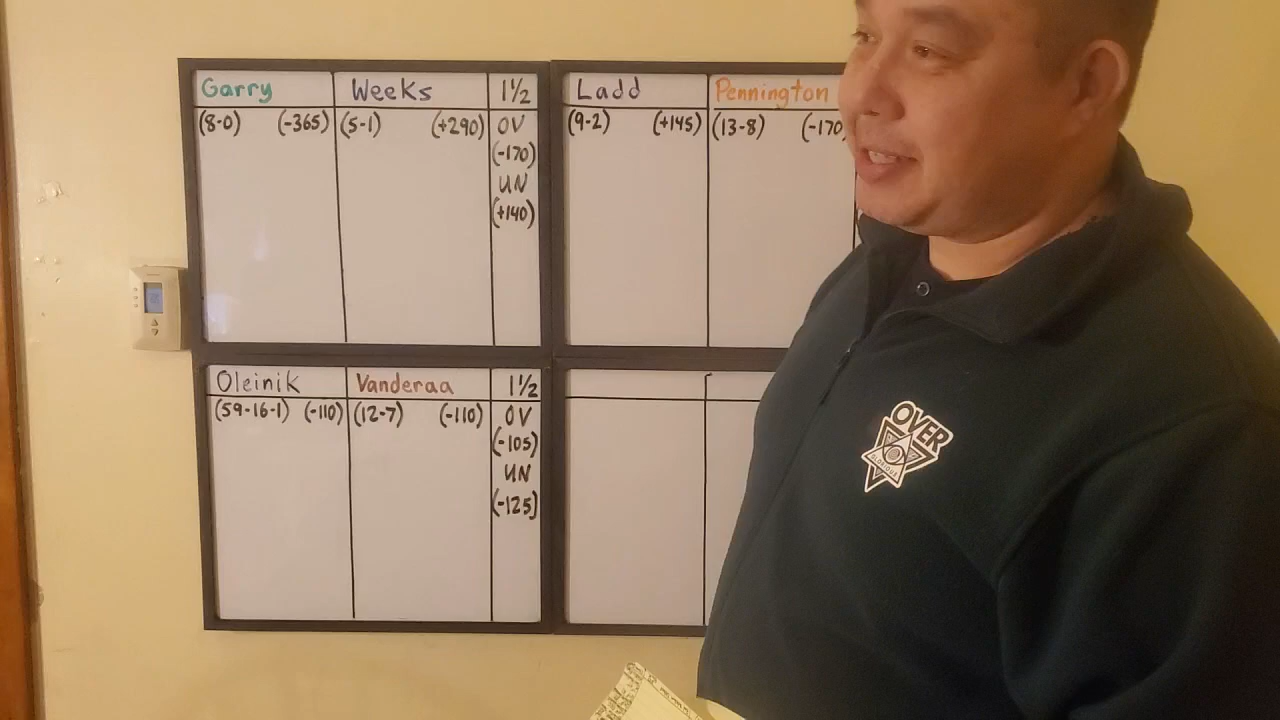 Garry Weeks 1½
(8-0) (-365) (5-1) (+290) OV
(-170)
UN
(+140)
Ladd Pennington
(9-2) (+145) (13-8) (-170)
Oleinik Vanderaa 1½
(59-16-1) (-110) (12-7) (-110) OV
(-105)
UN
(-125)
OVER
GLORIOUS